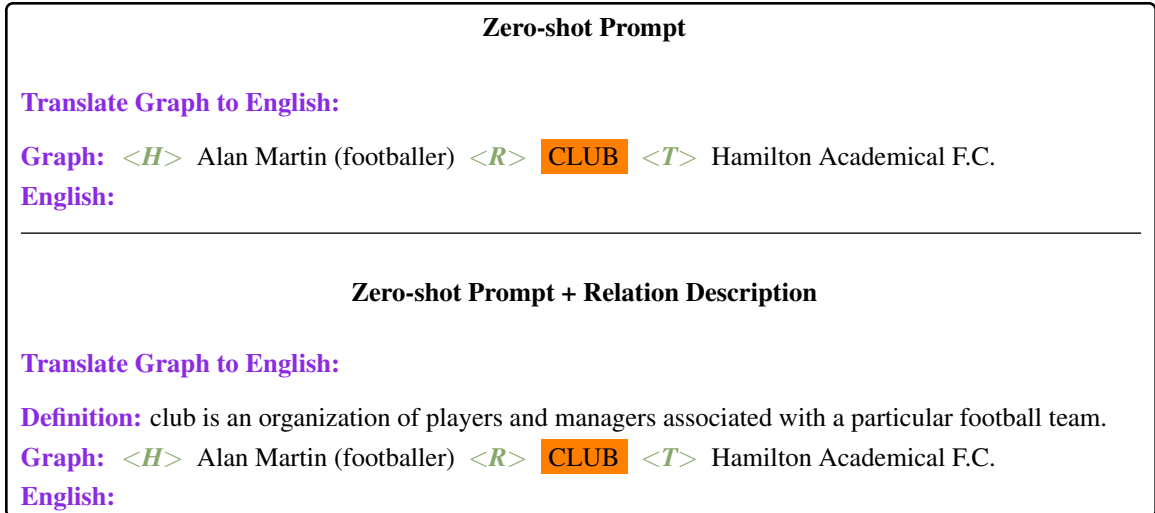 Zero-shot Prompt
Translate Graph to English:
Graph: <H> Alan Martin (footballer) <R> CLUB <T> Hamilton Academical F.C.
English:
Zero-shot Prompt + Relation Description
Translate Graph to English:
Definition: club is an organization of players and managers associated with a particular football team.
Graph: <H> Alan Martin (footballer) <R> CLUB <T> Hamilton Academical F.C.
English: